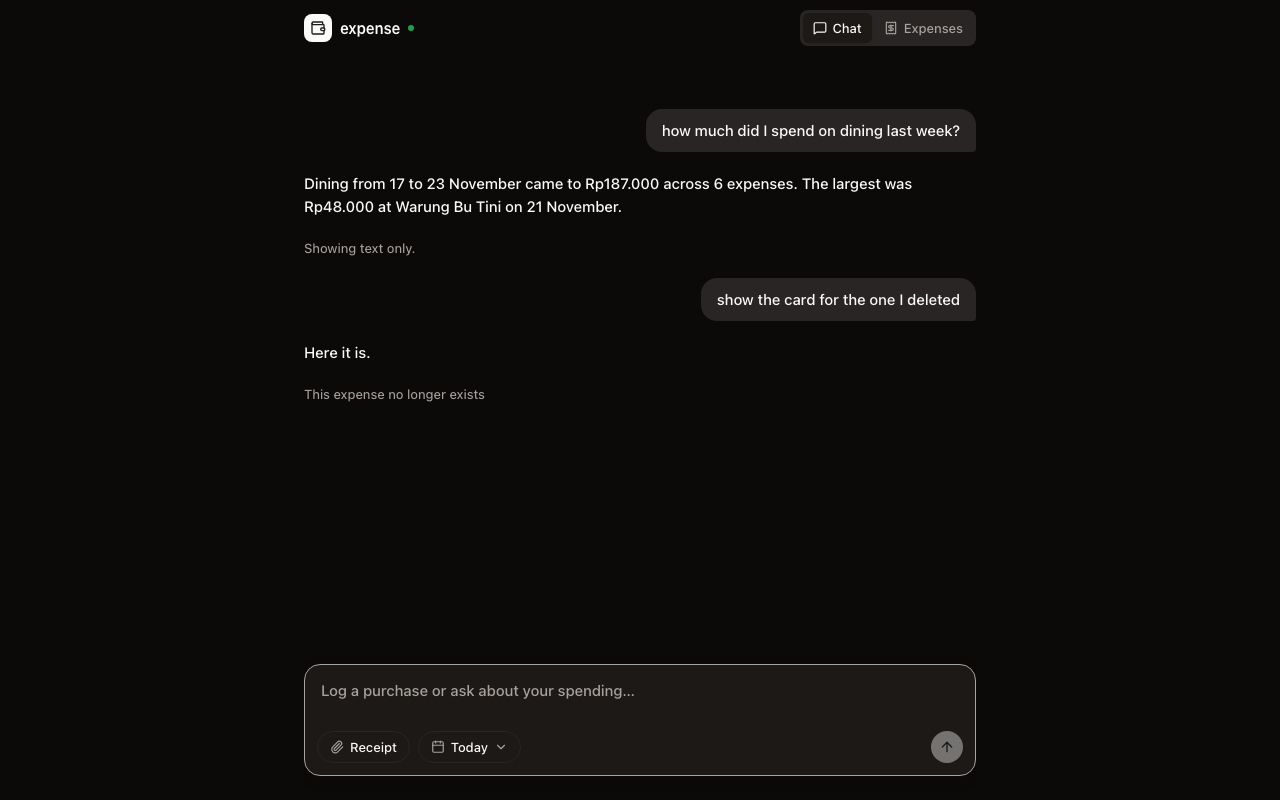 expense
Chat
Expenses
how much did I spend on dining last week?
Dining from 17 to 23 November came to Rp187.000 across 6 expenses. The largest was
Rp48.000 at Warung Bu Tini on 21 November.
Showing text only.
show the card for the one I deleted
Here it is.
This expense no longer exists
Log a purchase or ask about your spending...
Receipt
Today